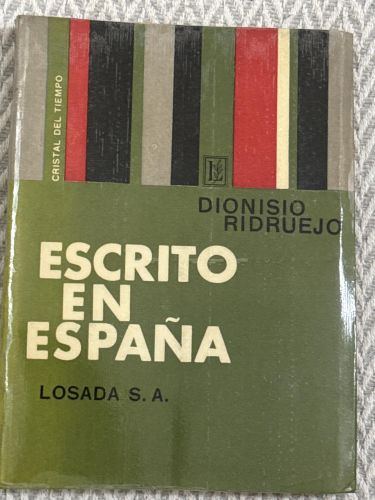 CRISTAL DEL TIEMPO
DIONISIO
RIDRUEJO
ESCRITO
EN
ESPAÑA
LOSADA S. A.